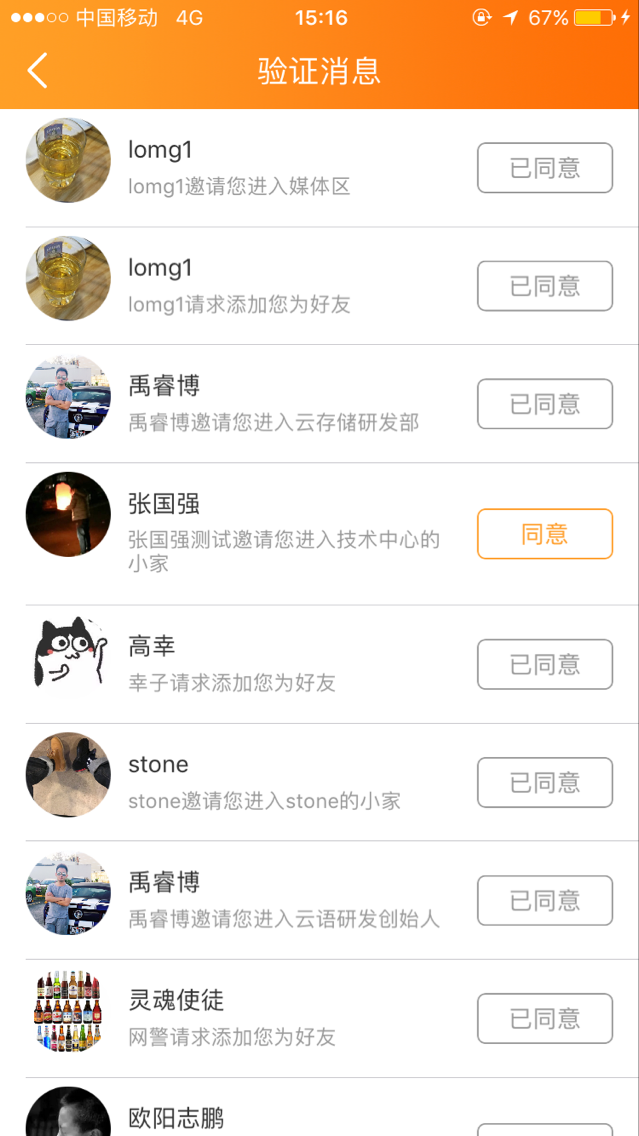 中国移动 4G 15:16 67%
验证消息
lomg1
lomg1邀请您进入媒体区
已同意
lomg1
lomg1请求添加您为好友
已同意
禹睿博
禹睿博邀请您进入云存储研发部
已同意
张国强
张国强测试邀请您进入技术中心的
小家
同意
高幸
幸子请求添加您为好友
已同意
stone
stone邀请您进入stone的小家
已同意
禹睿博
禹睿博邀请您进入云语研发创始人
已同意
灵魂使徒
网警请求添加您为好友
已同意
欧阳志鹏